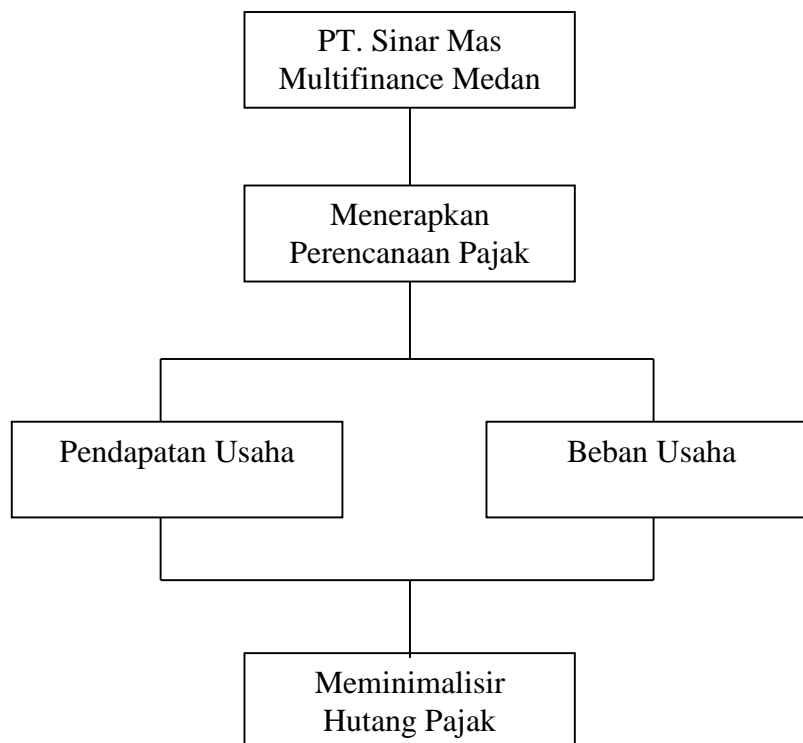 PT. Sinar Mas
Multifinance Medan
Menerapkan
Perencanaan Pajak
Pendapatan Usaha
Beban Usaha
Meminimalisir
Hutang Pajak